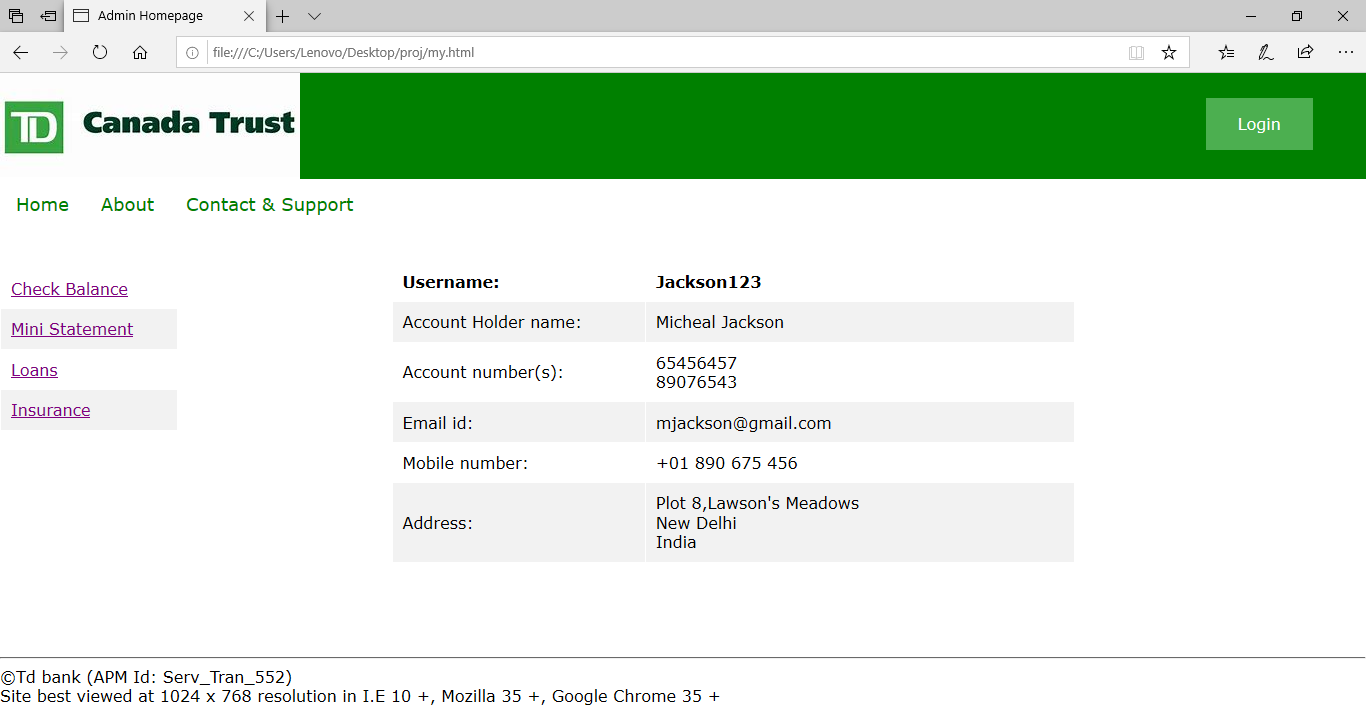 Admin Homepage
file:///C:/Users/Lenovo/Desktop/proj/my.html
TD Canada Trust
Login
Home About Contact & Support
Check Balance
Mini Statement
Loans
Insurance
Username: Jackson123
Account Holder name: Micheal Jackson
Account number(s): 65456457
89076543
Email id: mjackson@gmail.com
Mobile number: +01 890 675 456
Address: Plot 8,Lawson's Meadows
New Delhi
India
©Td bank (APM Id: Serv_Tran_552)
Site best viewed at 1024 x 768 resolution in I.E 10 +, Mozilla 35 +, Google Chrome 35 +